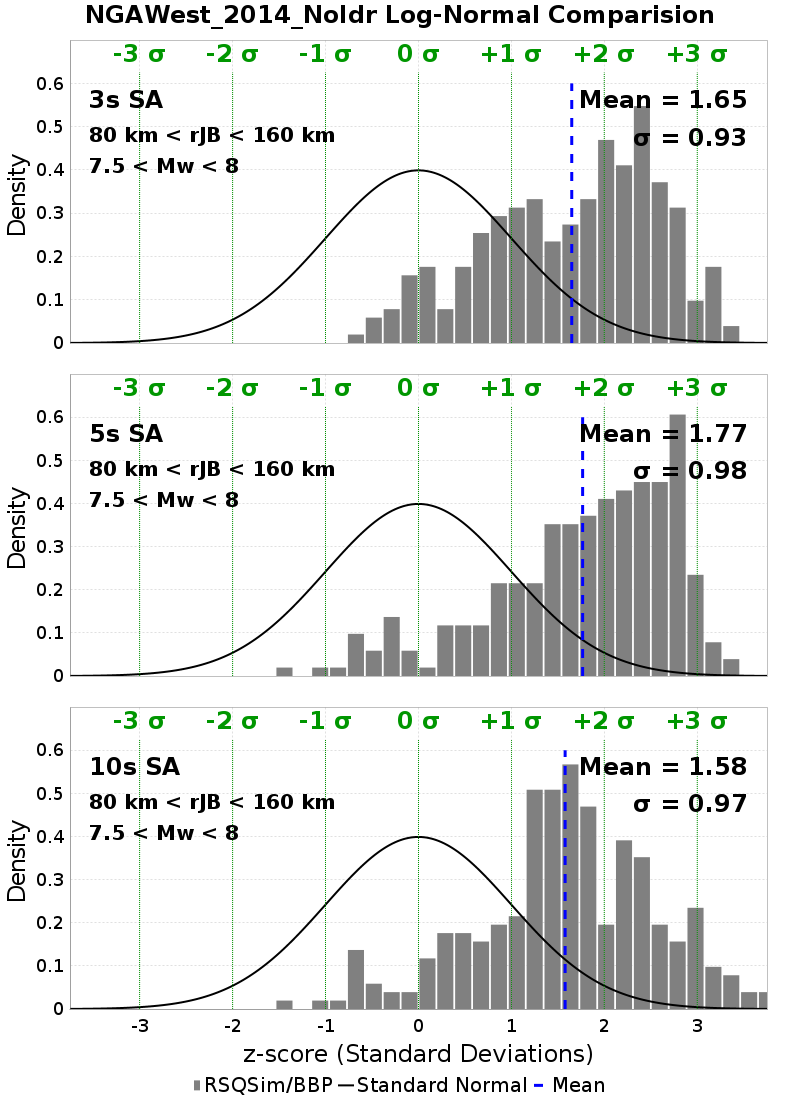 NGAWest_2014_NoIdr Log-Normal Comparision
-3 σ -2 σ -1 σ 0 σ +1 σ +2 σ +3 σ
3s SA
Mean = 1.65
80 km < rJB < 160 km
σ = 0.93
7.5 < Mw < 8
Density
0.6
0.5
0.4
0.3
0.2
0.1
0
-3 σ -2 σ -1 σ 0 σ +1 σ +2 σ +3 σ
5s SA
Mean = 1.77
80 km < rJB < 160 km
σ = 0.98
7.5 < Mw < 8
Density
0.6
0.5
0.4
0.3
0.2
0.1
0
-3 σ -2 σ -1 σ 0 σ +1 σ +2 σ +3 σ
10s SA
Mean = 1.58
80 km < rJB < 160 km
σ = 0.97
7.5 < Mw < 8
Density
0.6
0.5
0.4
0.3
0.2
0.1
0
-3 -2 -1 0 1 2 3
z-score (Standard Deviations)
RSQSim/BBP Standard Normal Mean